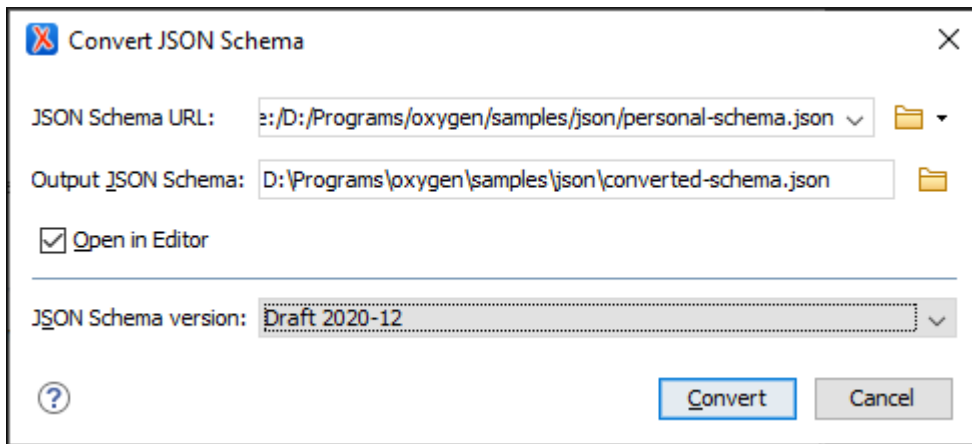 Convert JSON Schema
JSON Schema URL: e:/D:/Programs/oxygen/samples/json/personal-schema.json
Output JSON Schema: D:\Programs\oxygen\samples\json\converted-schema.json
Open in Editor
JSON Schema version: Draft 2020-12
? Convert Cancel